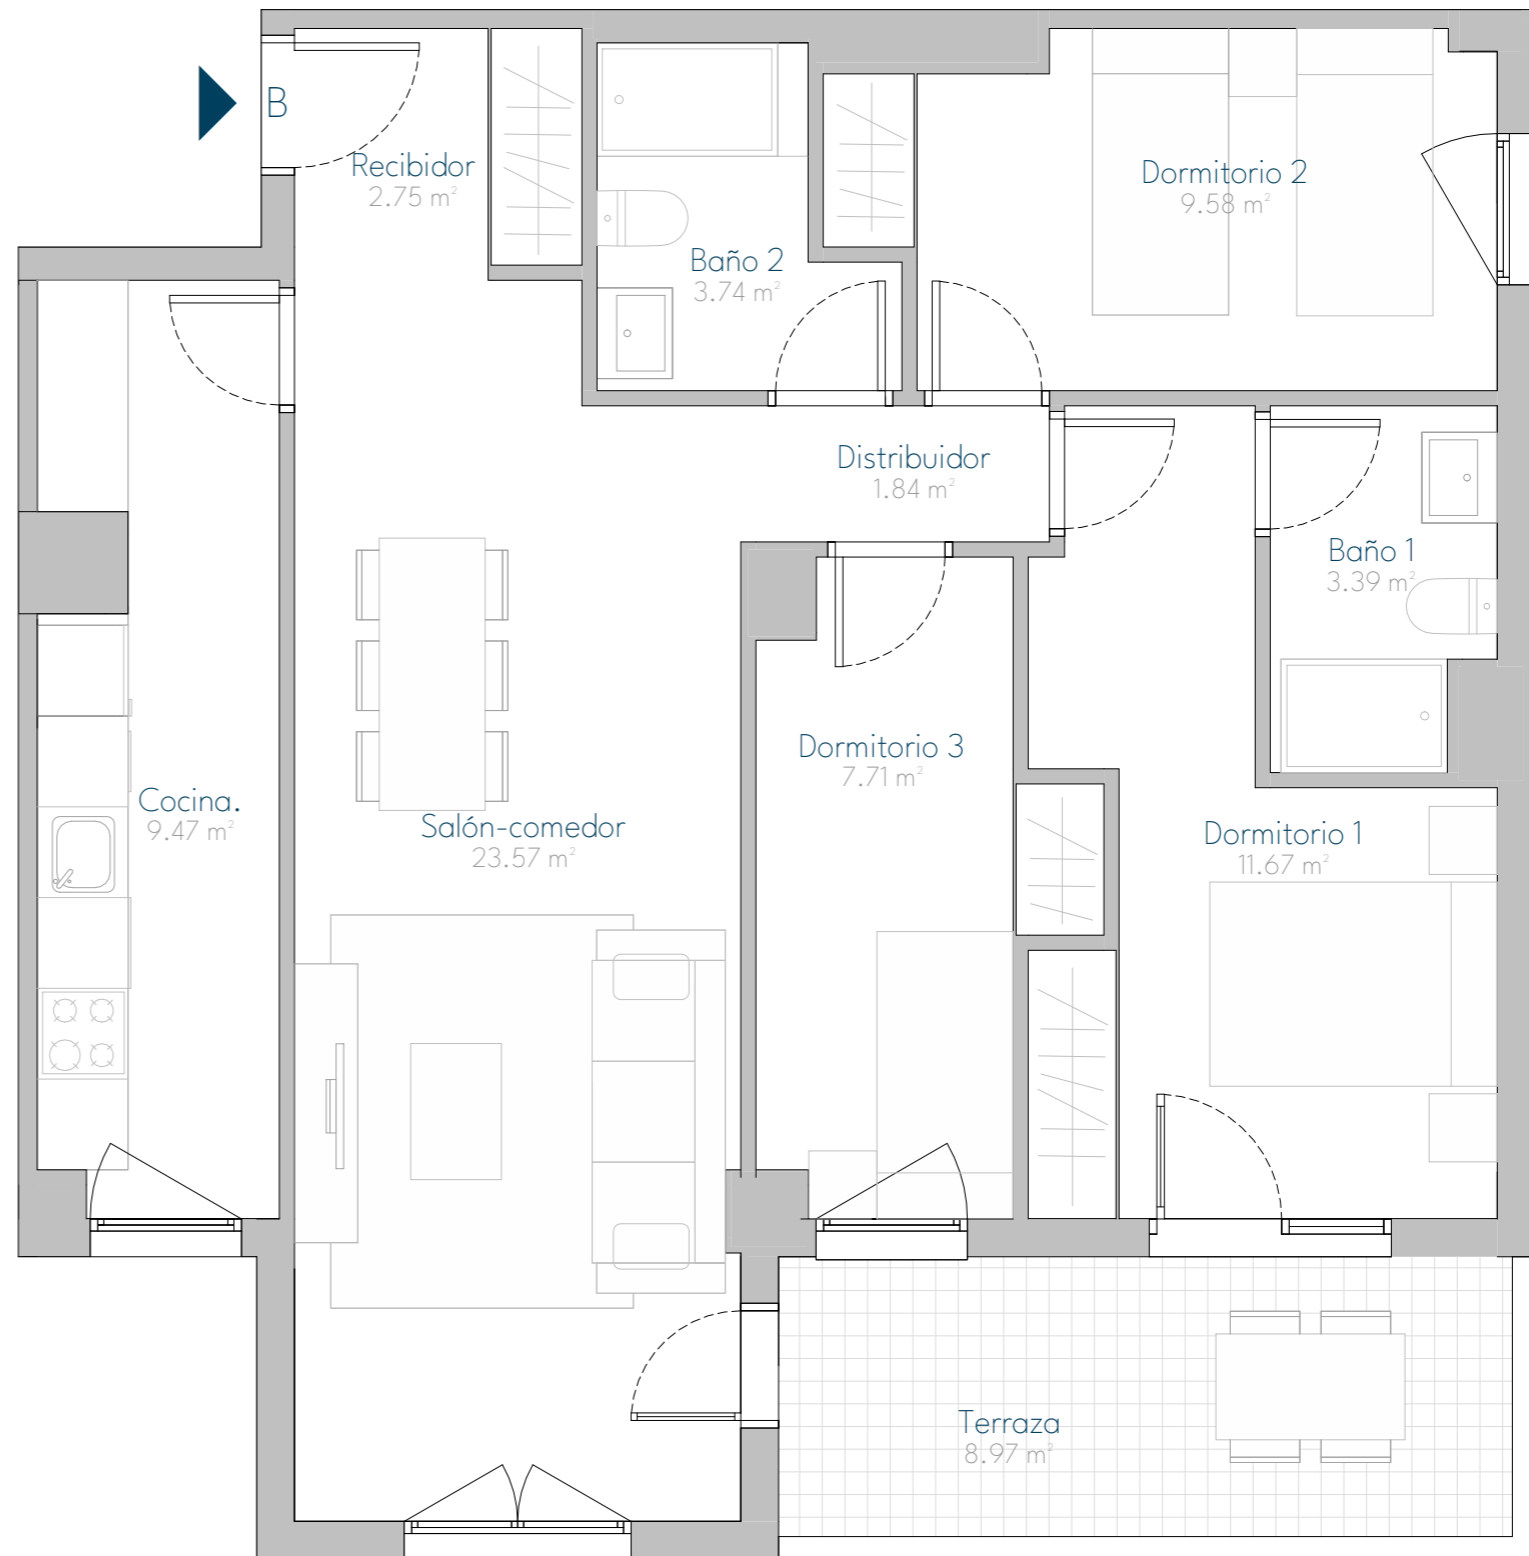 B
Recibidor
2.75 m²
Dormitorio 2
9.58 m²
Baño 2
3.74 m²
Distribuidor
1.84 m²
Baño 1
3.39 m²
Dormitorio 3
7.71 m²
Cocina.
9.47 m²
Salón-comedor
23.57 m²
Dormitorio 1
11.67 m²
Terraza
8.97 m²